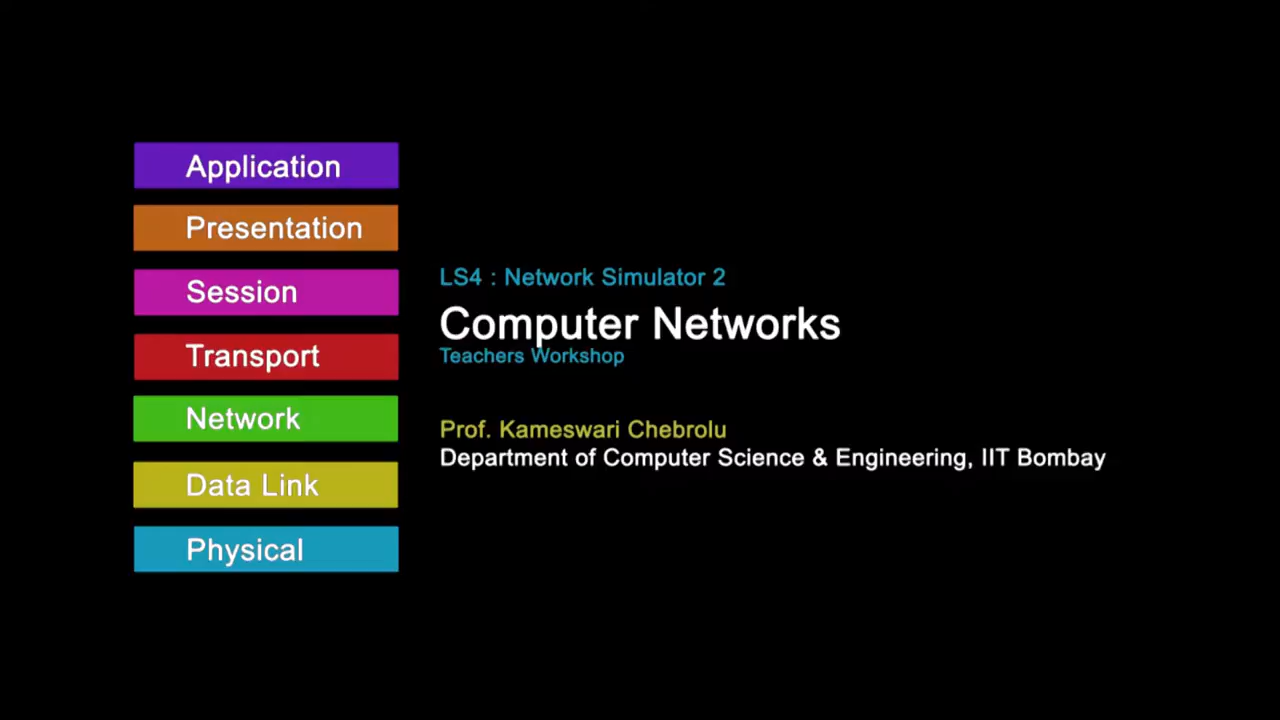 Application
Presentation
Session
Transport
Network
Data Link
Physical
LS4 : Network Simulator 2
Computer Networks
Teachers Workshop
Prof. Kameswari Chebrolu
Department of Computer Science & Engineering, IIT Bombay